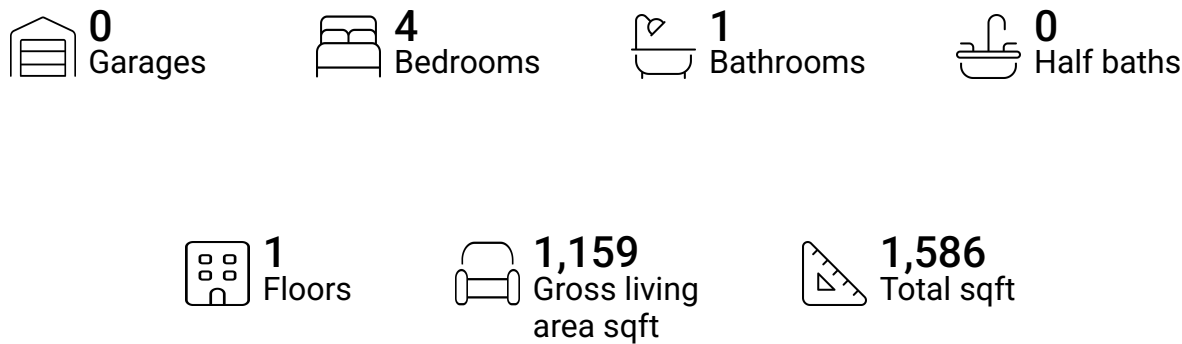 0
Garages
4
Bedrooms
1
Bathrooms
0
Half baths
1
Floors
1,159
Gross living
area sqft
1,586
Total sqft